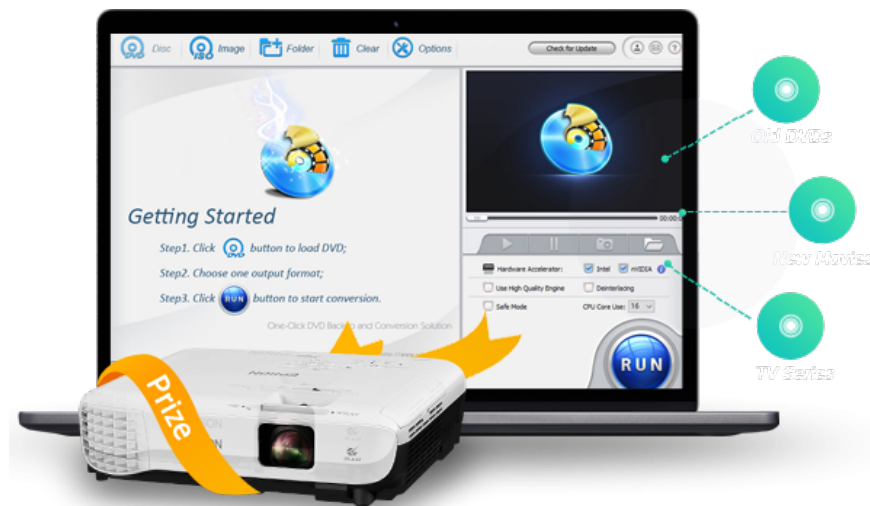 DVD Disc
ISO Image
Folder
Clear
Options
Check for Update
?
Old DVDs
Getting Started
Step1. Click DVD button to load DVD;
Step2. Choose one output format;
Step3. Click RUN button to start conversion.
One-Click DVD Backup and Conversion Solution
New Movies
Hardware Accelerator:
Intel
nVIDIA
Use High Quality Engine
Deinterlacing
Safe Mode
CPU Core Use:
16
RUN
TV Series
Prize